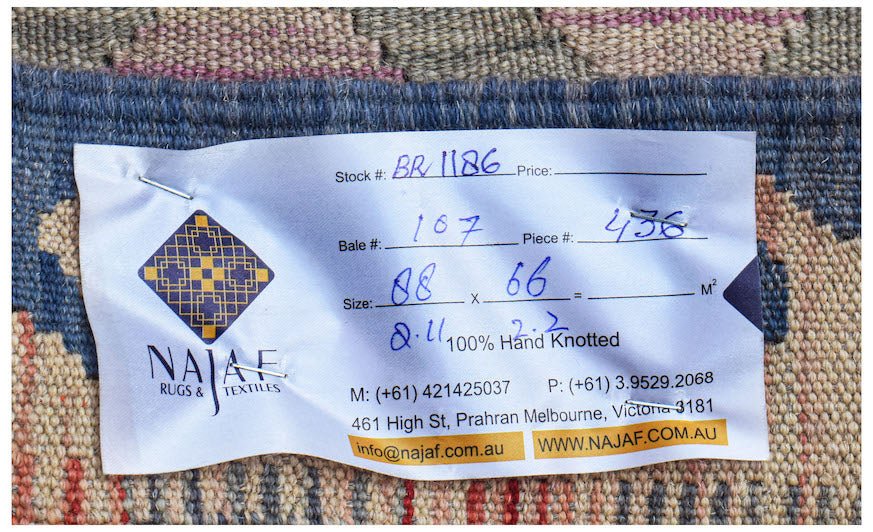 Stock #: BR 1186 Price:
Bale #: 107 Piece #: 436
Size: 88 x 66 = M²
2.11 2.2
100% Hand Knotted
NAJAF
RUGS & TEXTILES
M: (+61) 421425037 P: (+61) 3.9529.2068
461 High St, Prahran Melbourne, Victoria 3181
info@najaf.com.au WWW.NAJAF.COM.AU